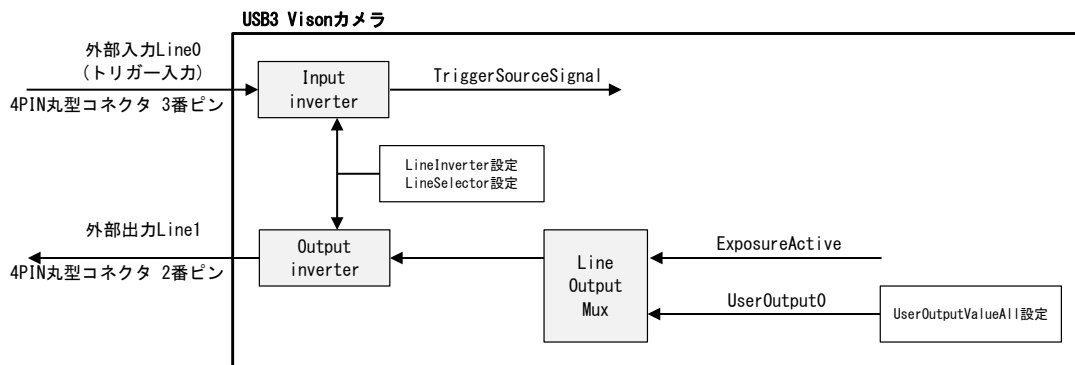 USB3 Visonカメラ
外部入力Line0
(トリガー入力)
4PIN丸型コネクタ 3番ピン
Input
inverter
TriggerSourceSignal
LineInverter設定
LineSelector設定
外部出力Line1
4PIN丸型コネクタ 2番ピン
Output
inverter
Line
Output
Mux
ExposureActive
UserOutput0
UserOutputValueAll設定